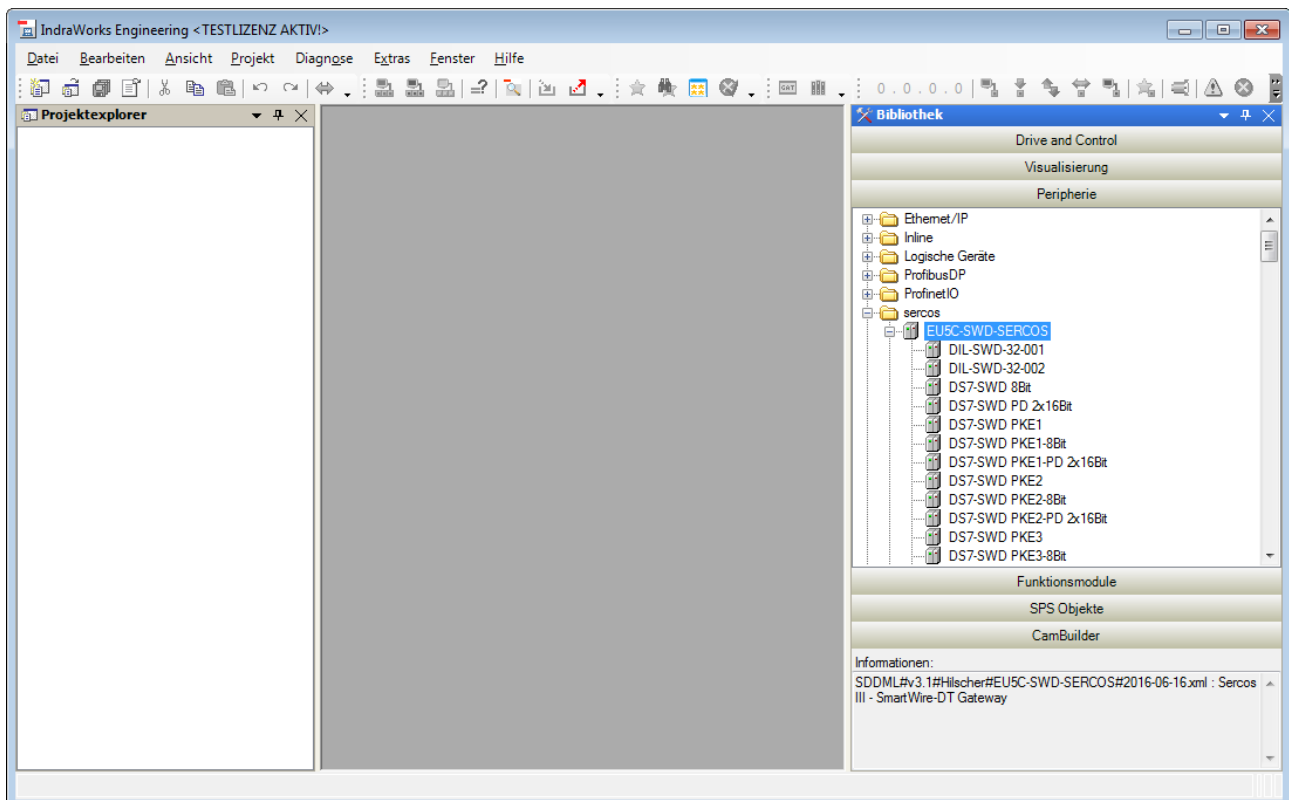 IndraWorks Engineering <TESTLIZENZ AKTIV!>
Datei Bearbeiten Ansicht Projekt Diagnose Extras Fenster Hilfe
CAT 0.0.0.0
Projektexplorer
Bibliothek
Drive and Control
Visualisierung
Peripherie
Ethernet/IP
Inline
Logische Geräte
ProfibusDP
ProfinetIO
sercos
EU5C-SWD-SERCOS
DIL-SWD-32-001
DIL-SWD-32-002
DS7-SWD 8Bit
DS7-SWD PD 2x16Bit
DS7-SWD PKE1
DS7-SWD PKE1-8Bit
DS7-SWD PKE1-PD 2x16Bit
DS7-SWD PKE2
DS7-SWD PKE2-8Bit
DS7-SWD PKE2-PD 2x16Bit
DS7-SWD PKE3
DS7-SWD PKE3-8Bit
Funktionsmodule
SPS Objekte
CamBuilder
Informationen:
SDDML#v3.1#Hilscher#EU5C-SWD-SERCOS#2016-06-16.xml : Sercos
III - SmartWire-DT Gateway